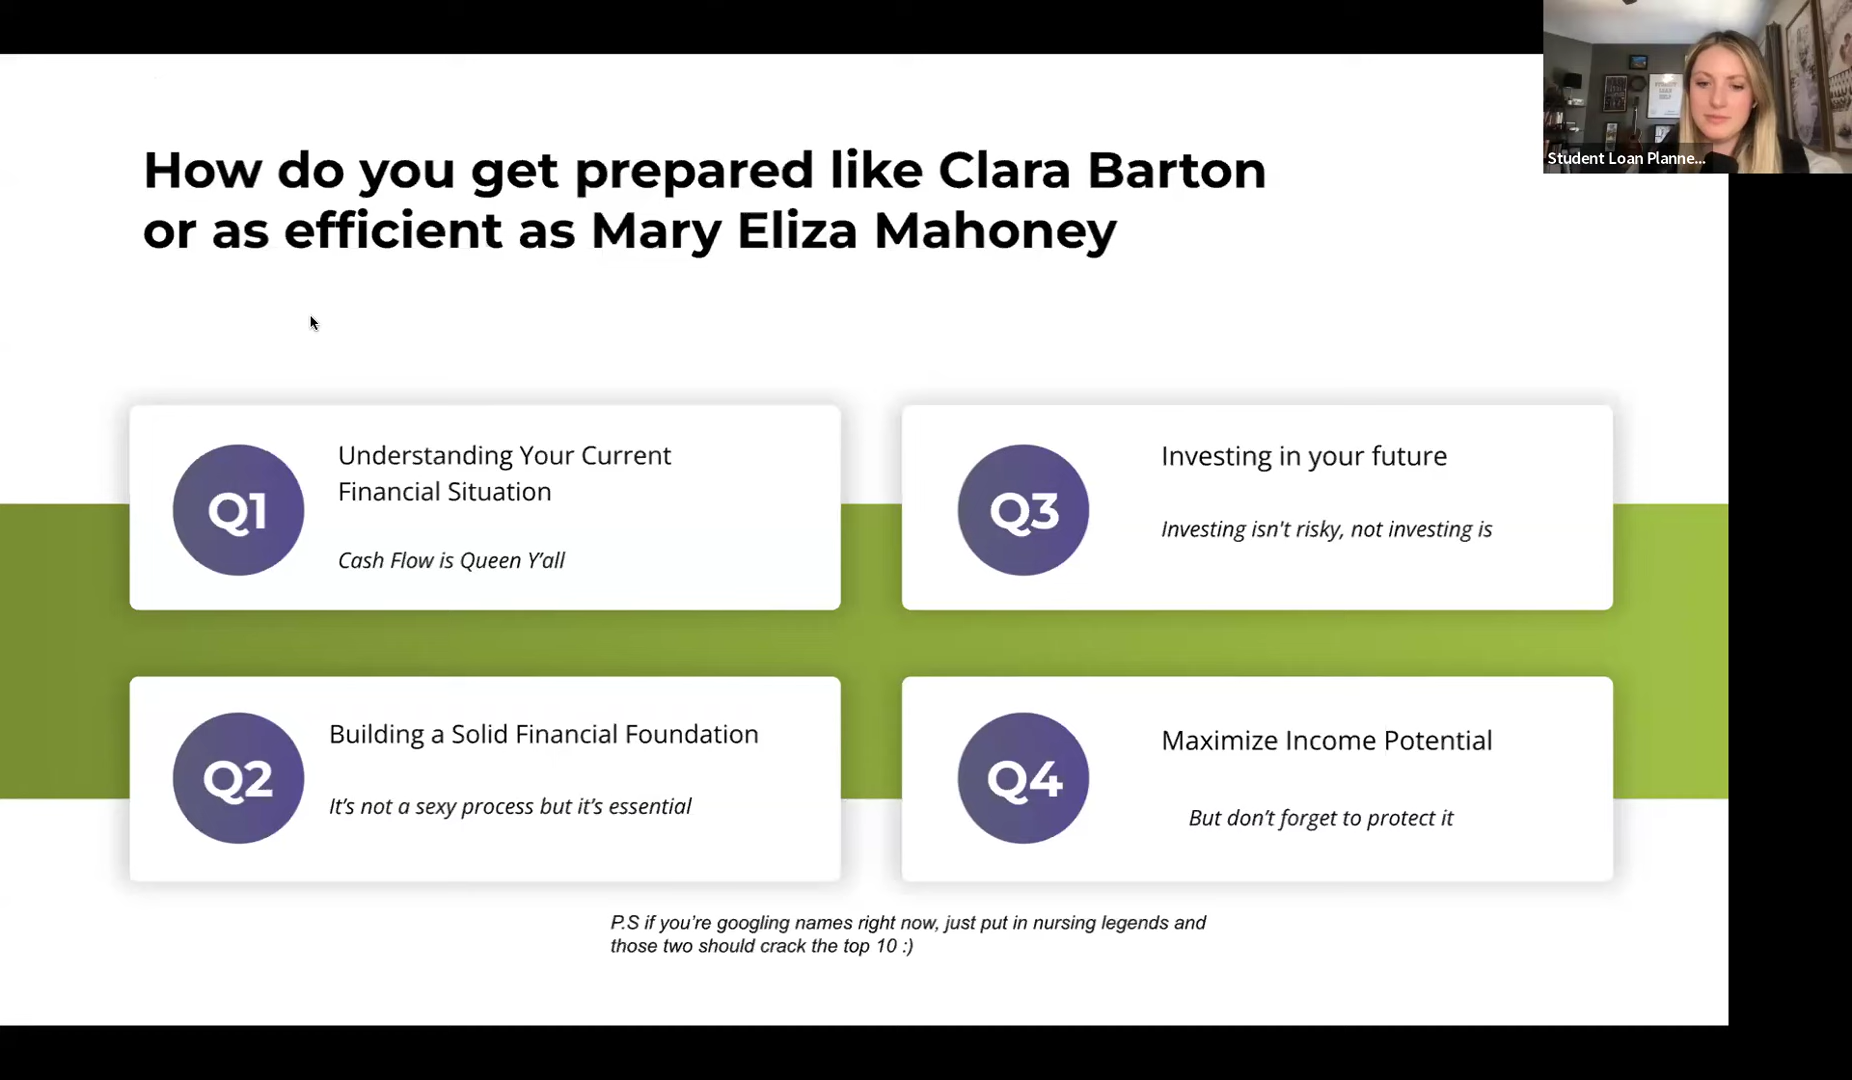 How do you get prepared like Clara Barton
or as efficient as Mary Eliza Mahoney
Student Loan Planne...
Q1
Understanding Your Current
Financial Situation
Cash Flow is Queen Y’all
Q3
Investing in your future
Investing isn't risky, not investing is
Q2
Building a Solid Financial Foundation
It’s not a sexy process but it’s essential
Q4
Maximize Income Potential
But don’t forget to protect it
P.S if you’re googling names right now, just put in nursing legends and
those two should crack the top 10 :)